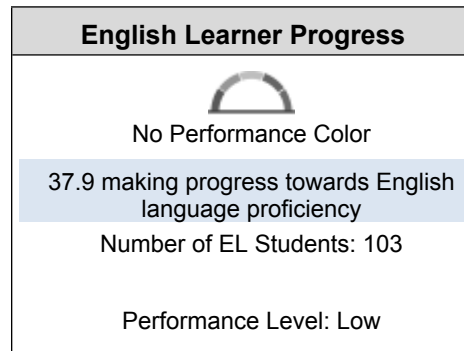 English Learner Progress
No Performance Color
37.9 making progress towards English
language proficiency
Number of EL Students: 103
Performance Level: Low